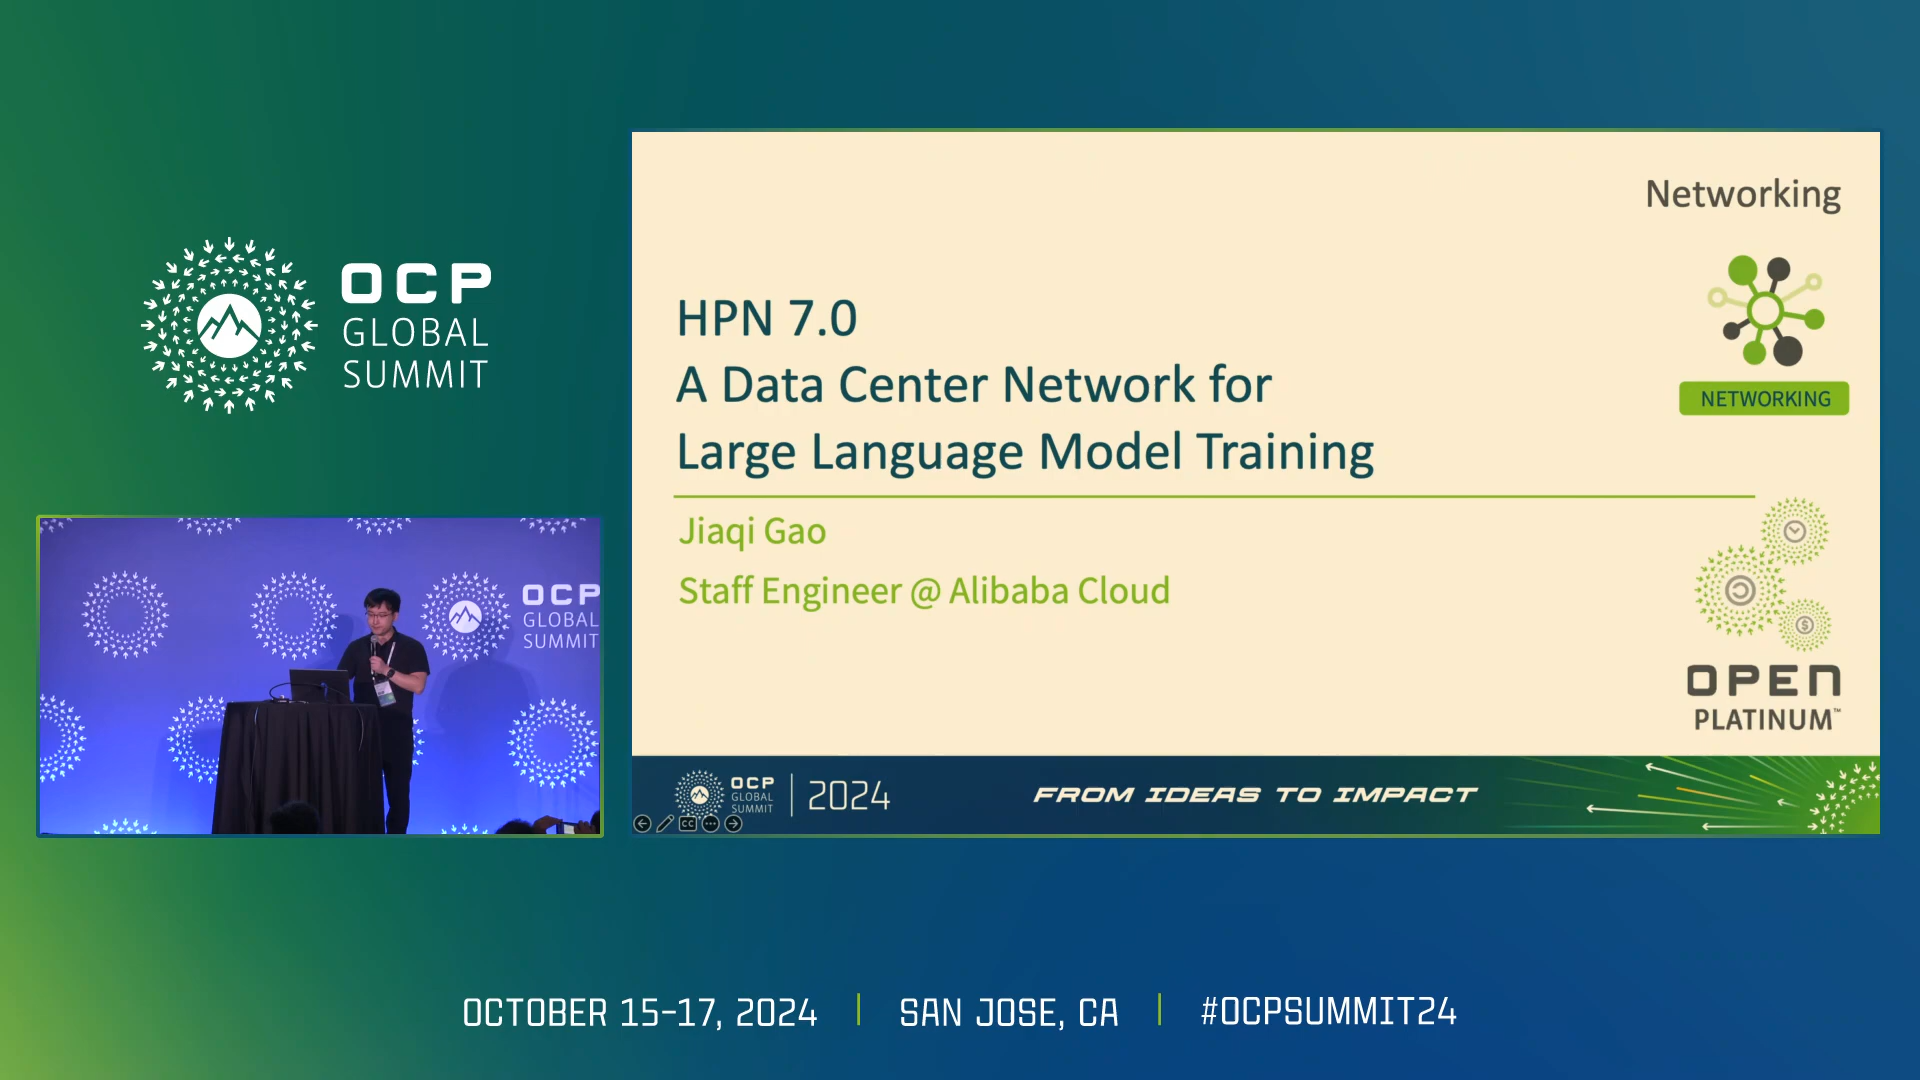 OCP
GLOBAL
SUMMIT
OCP
GLOBAL
SUMMIT
Networking
NETWORKING
HPN 7.0
A Data Center Network for
Large Language Model Training
Jiaqi Gao
Staff Engineer @ Alibaba Cloud
OPEN
PLATINUM™
OCP
GLOBAL
SUMMIT
2024
FROM IDEAS TO IMPACT
CC
OCTOBER 15-17, 2024
SAN JOSE, CA
#OCPSUMMIT24